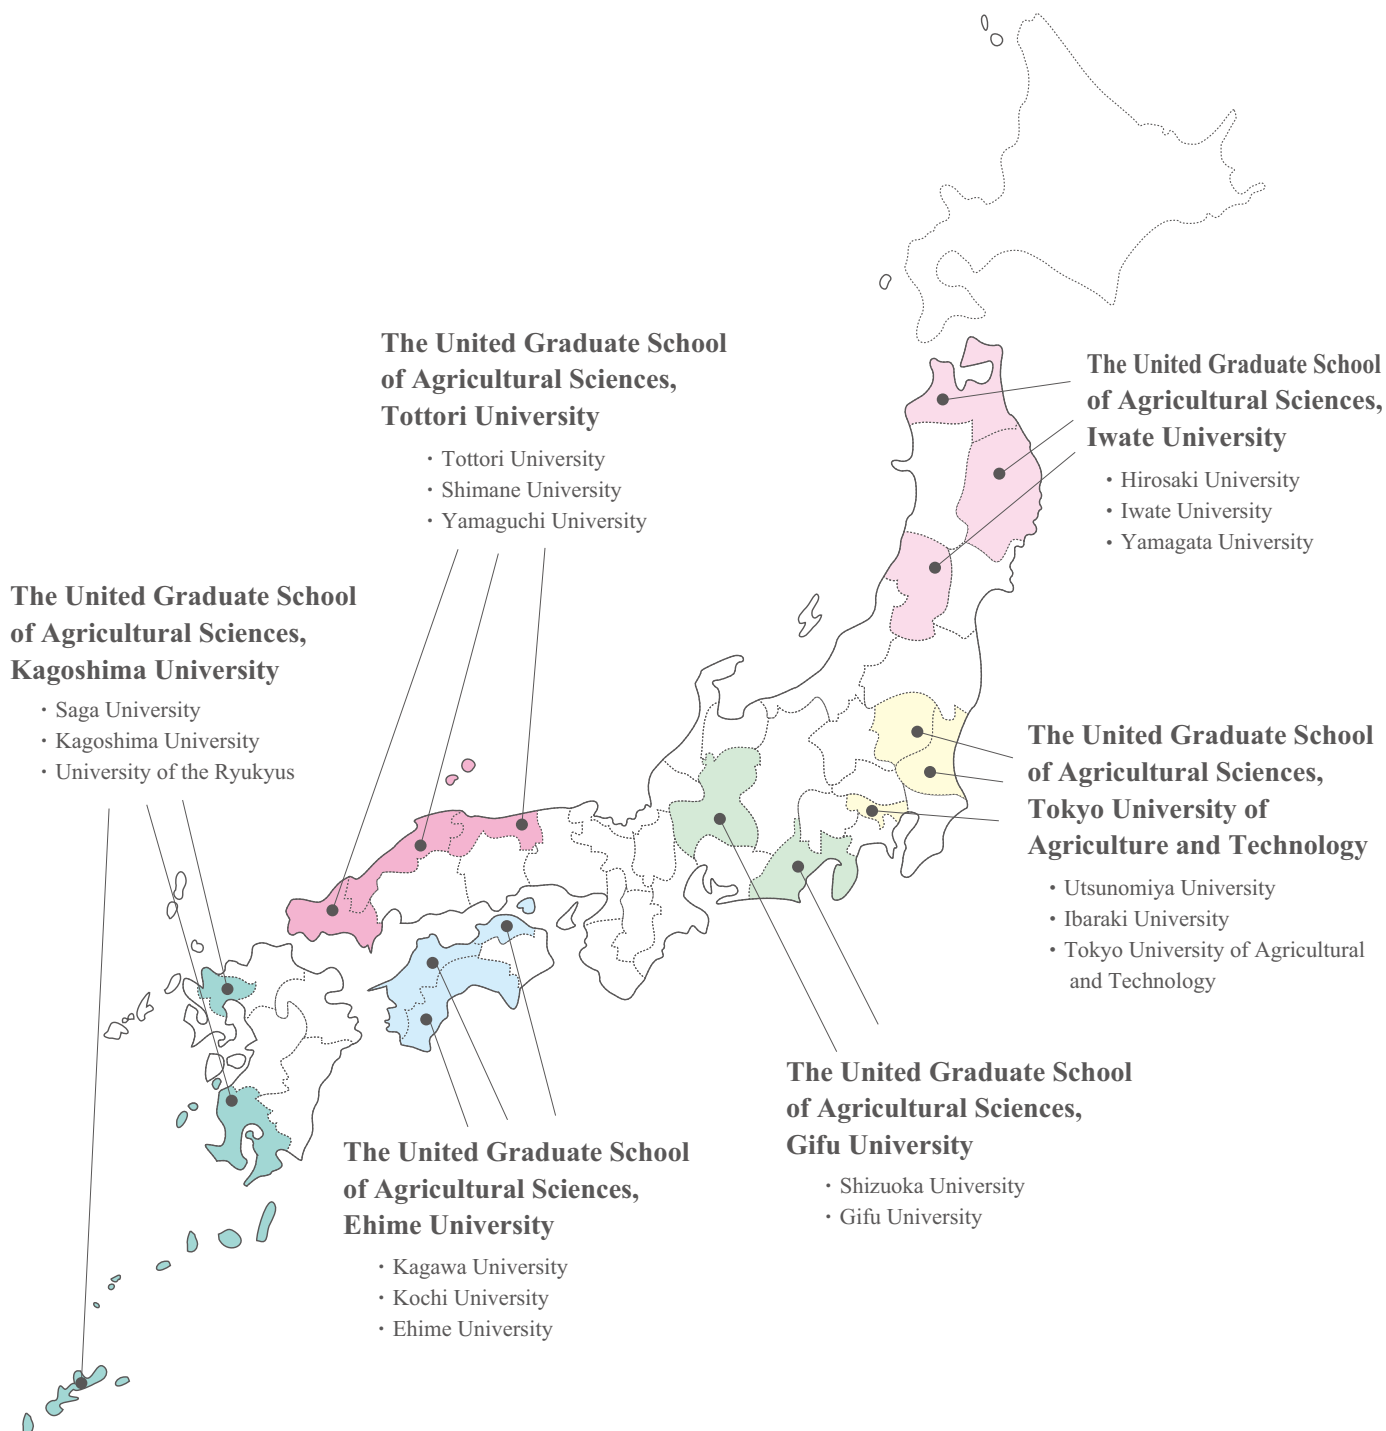 The United Graduate School
of Agricultural Sciences,
Tottori University
・Tottori University
・Shimane University
・Yamaguchi University
The United Graduate School
of Agricultural Sciences,
Iwate University
・Hirosaki University
・Iwate University
・Yamagata University
The United Graduate School
of Agricultural Sciences,
Kagoshima University
・Saga University
・Kagoshima University
・University of the Ryukyus
The United Graduate School
of Agricultural Sciences,
Tokyo University of
Agriculture and Technology
・Utsunomiya University
・Ibaraki University
・Tokyo University of Agricultural
and Technology
The United Graduate School
of Agricultural Sciences,
Gifu University
・Shizuoka University
・Gifu University
The United Graduate School
of Agricultural Sciences,
Ehime University
・Kagawa University
・Kochi University
・Ehime University